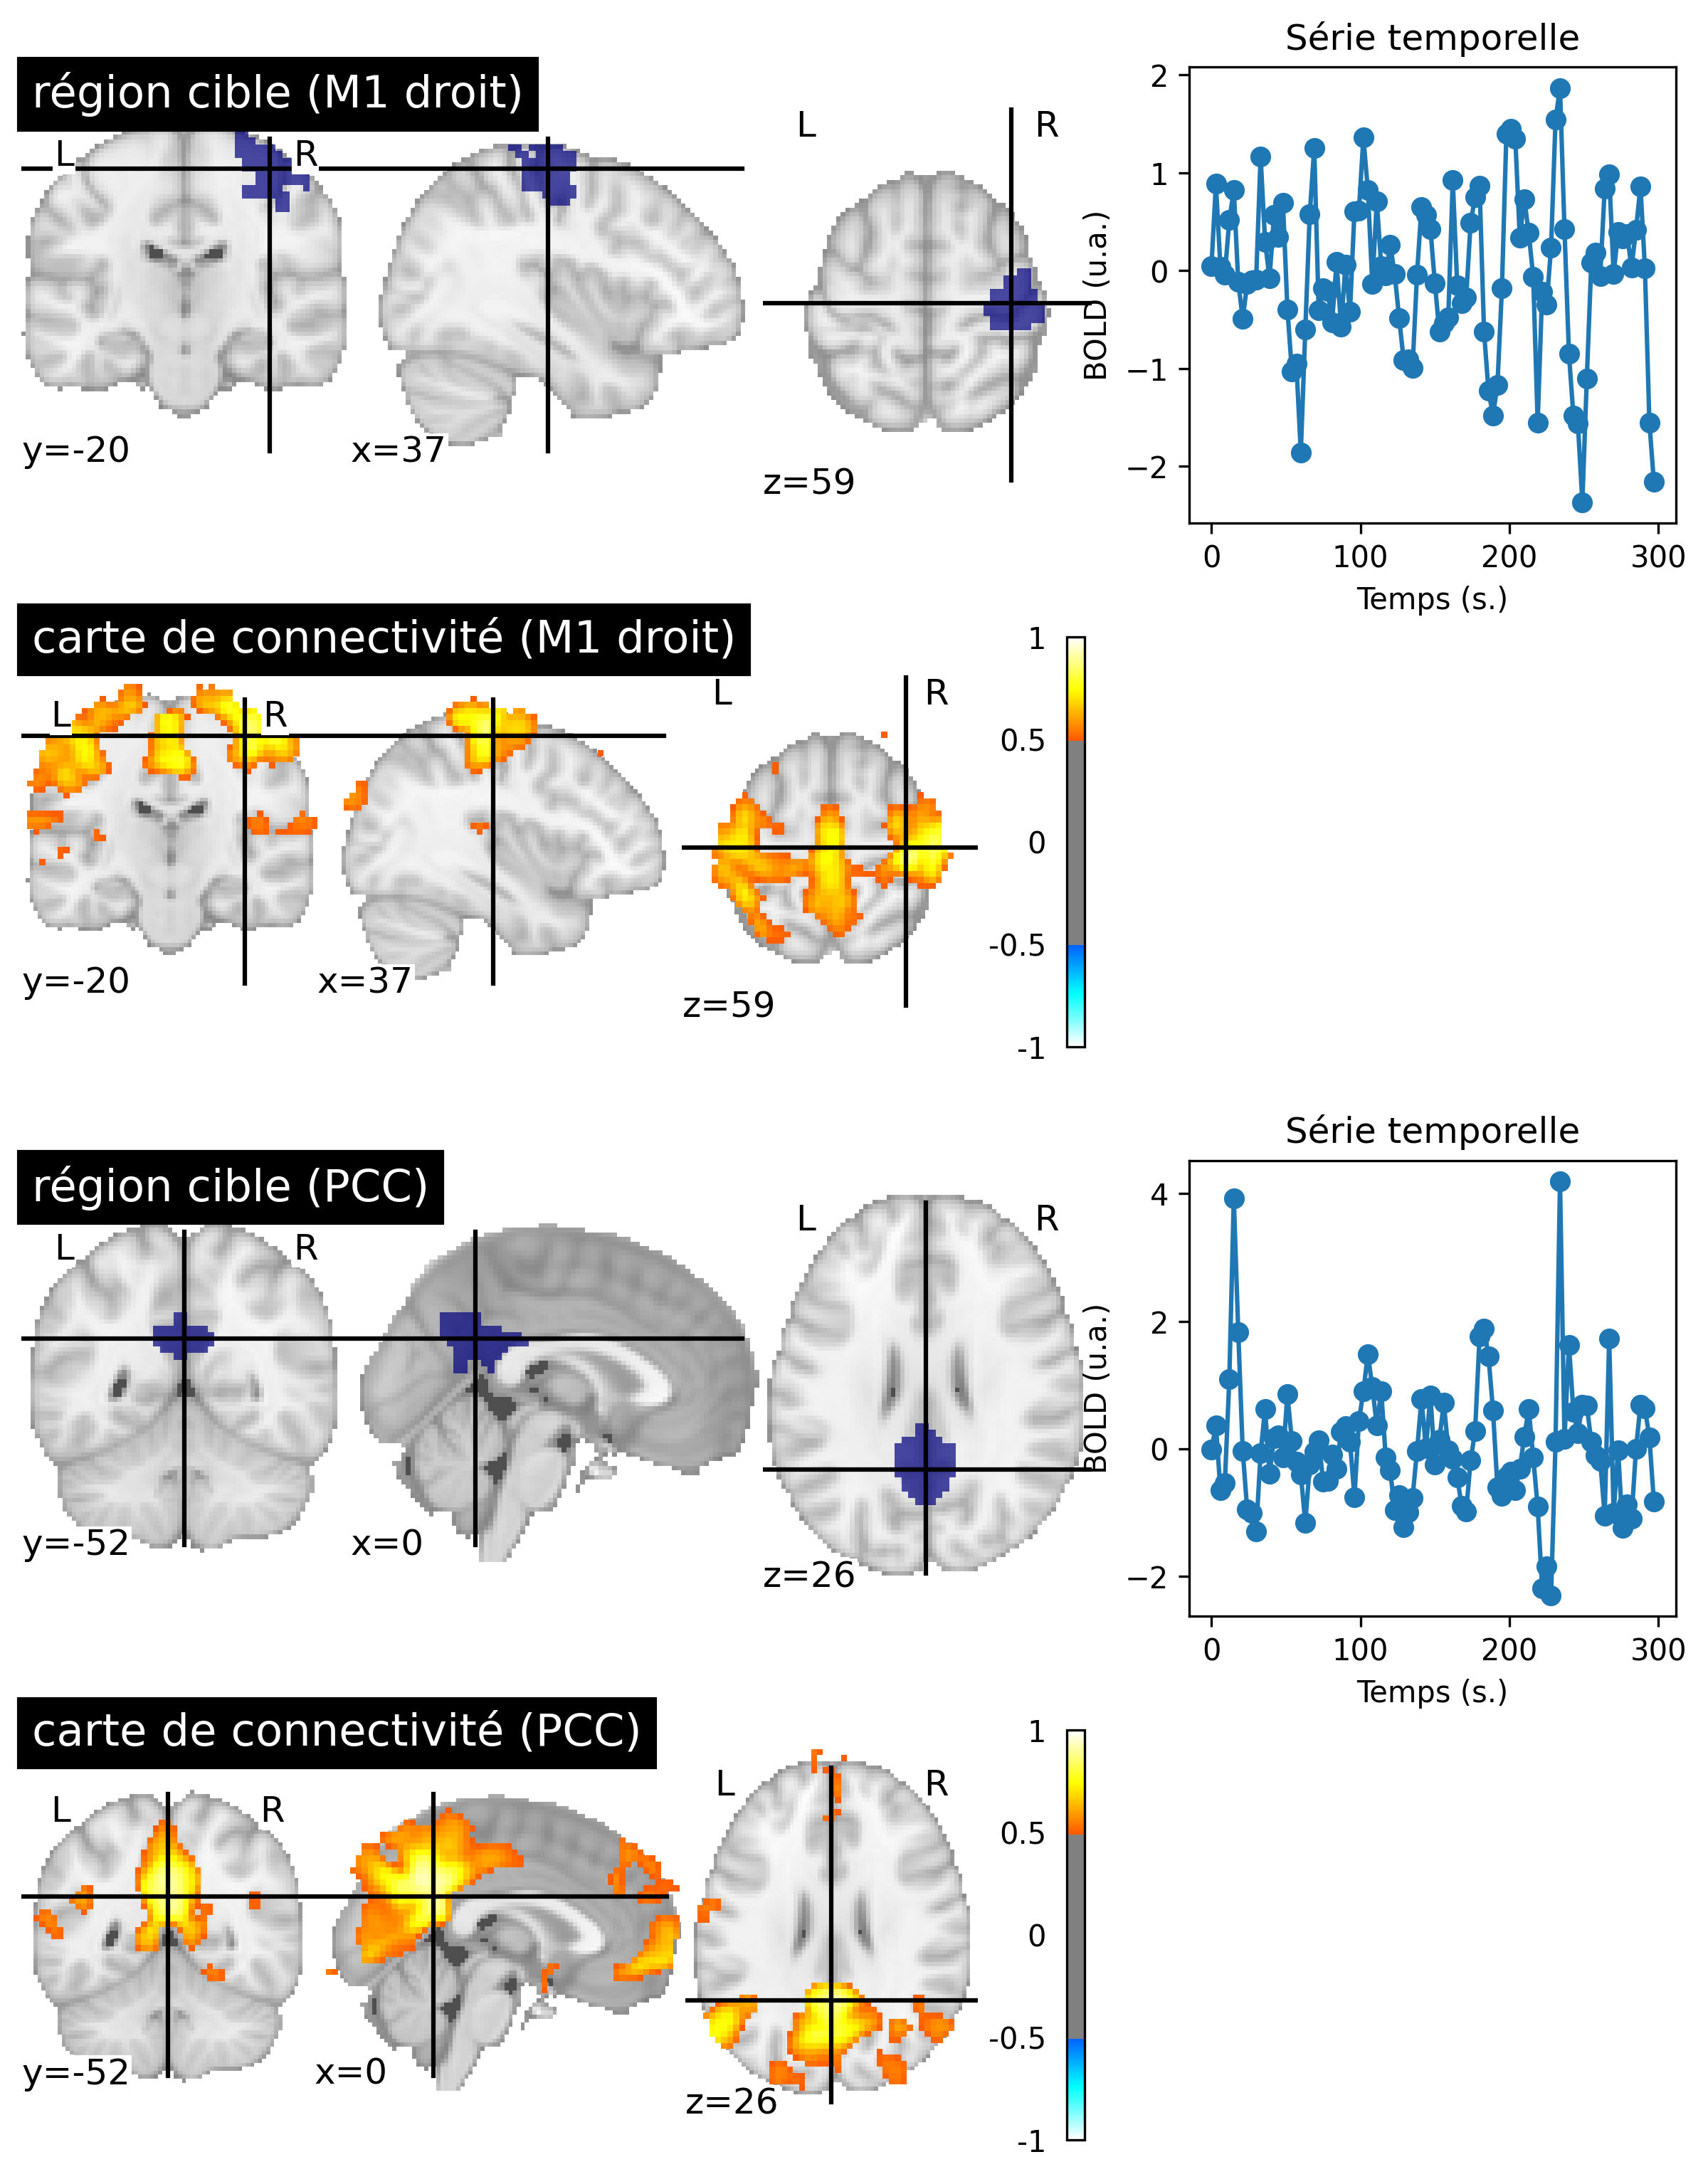 région cible (M1 droit)
L R
L R
y=-20 x=37 z=59
Série temporelle
BOLD (u.a.)
2
1
0
−1
−2
0 100 200 300
Temps (s.)
carte de connectivité (M1 droit)
L R
L R
y=-20 x=37 z=59
1
0.5
0
-0.5
-1
région cible (PCC)
L R
L R
y=-52 x=0 z=26
Série temporelle
BOLD (u.a.)
4
2
0
−2
0 100 200 300
Temps (s.)
carte de connectivité (PCC)
L R
L R
y=-52 x=0 z=26
1
0.5
0
-0.5
-1